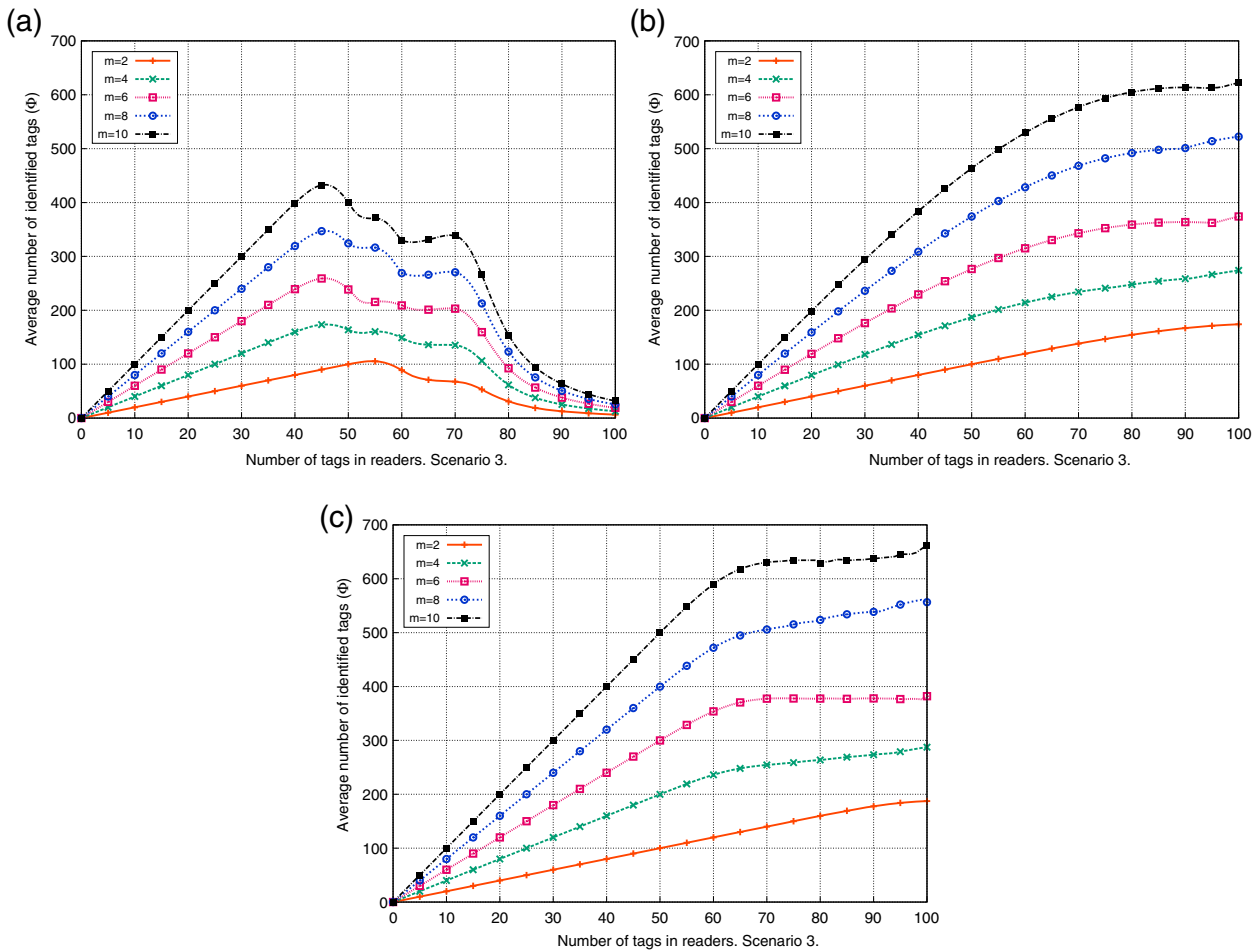 (a)
700
600
500
400
300
200
100
0
Average number of identified tags (Φ)
m=2
m=4
m=6
m=8
m=10
0 10 20 30 40 50 60 70 80 90 100
Number of tags in readers. Scenario 3.
(b)
700
600
500
400
300
200
100
0
Average number of identified tags (Φ)
m=2
m=4
m=6
m=8
m=10
0 10 20 30 40 50 60 70 80 90 100
Number of tags in readers. Scenario 3.
(c)
700
600
500
400
300
200
100
0
Average number of identified tags (Φ)
m=2
m=4
m=6
m=8
m=10
0 10 20 30 40 50 60 70 80 90 100
Number of tags in readers. Scenario 3.